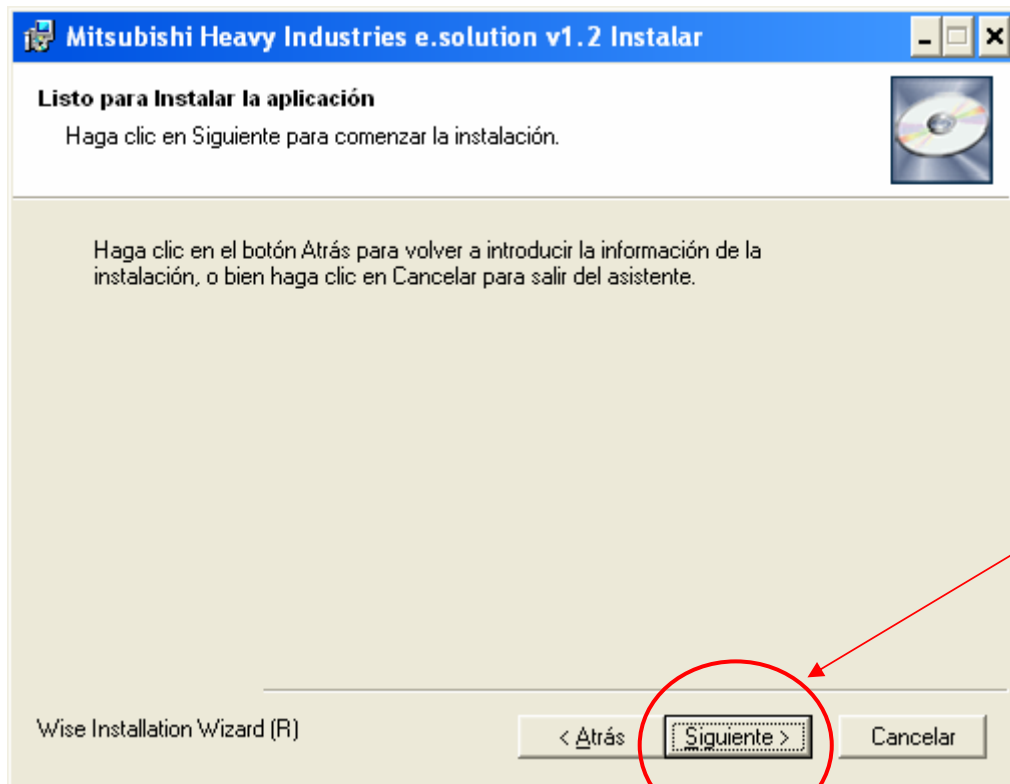 Mitsubishi Heavy Industries e.solution v1.2 Instalar
Listo para Instalar la aplicación
Haga clic en Siguiente para comenzar la instalación.
Haga clic en el botón Atrás para volver a introducir la información de la
instalación, o bien haga clic en Cancelar para salir del asistente.
Wise Installation Wizard (R)
< Atrás
Siguiente >
Cancelar